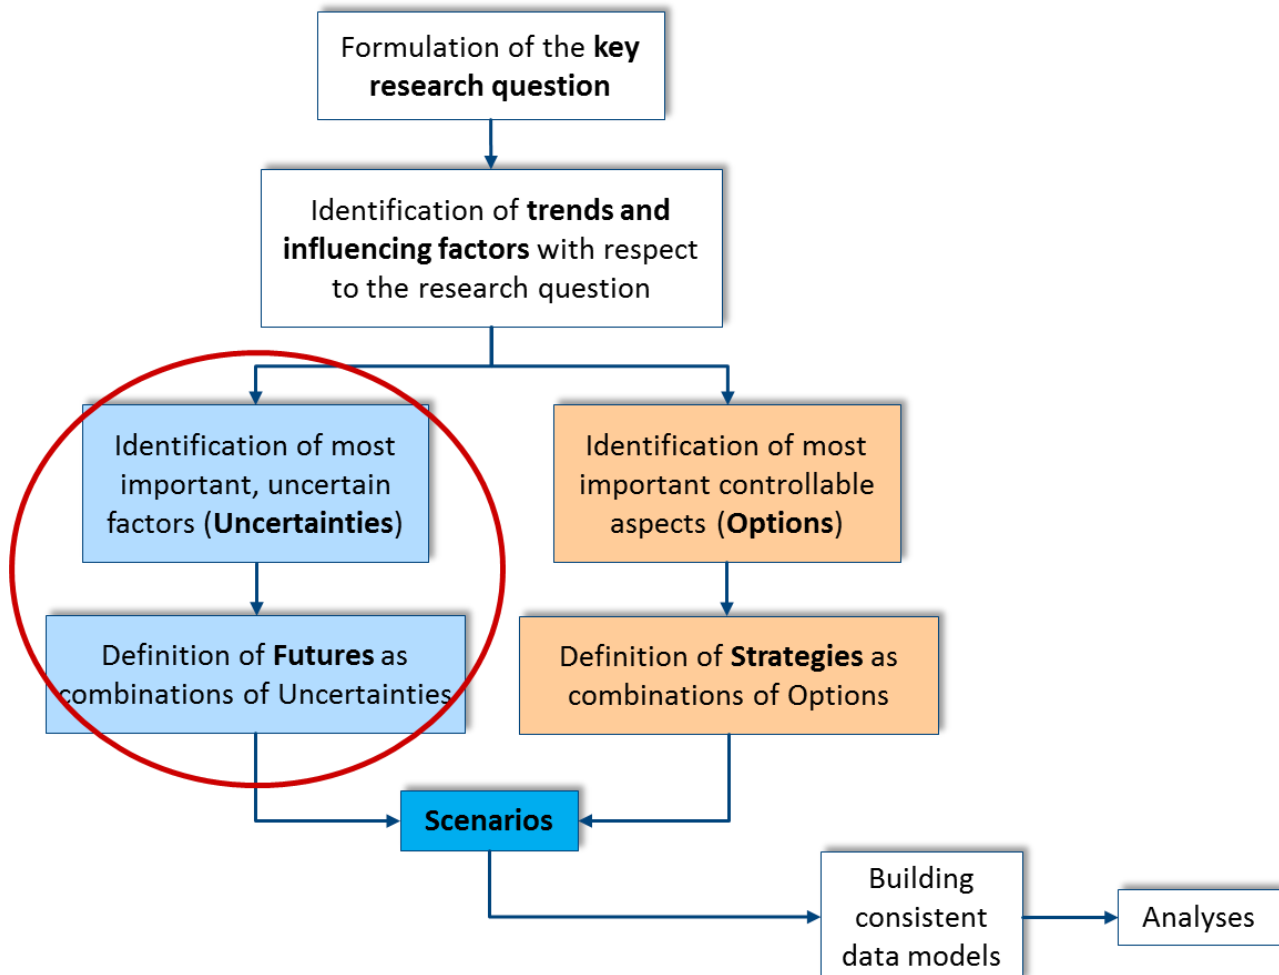 Formulation of the key
research question
Identification of trends and
influencing factors with respect
to the research question
Identification of most
important, uncertain
factors (Uncertainties)
Identification of most
important controllable
aspects (Options)
Definition of Futures as
combinations of Uncertainties
Definition of Strategies as
combinations of Options
Scenarios
Building
consistent
data models
Analyses